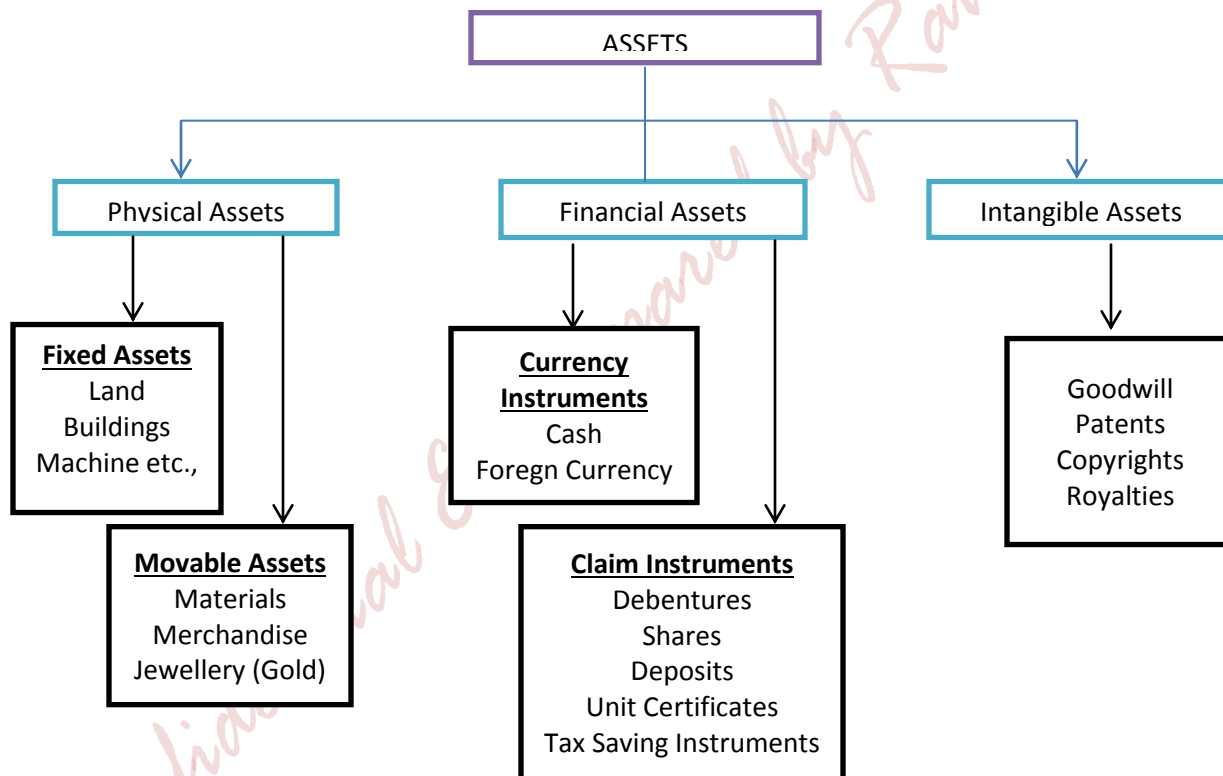 ASSETS
Physical Assets
Financial Assets
Intangible Assets
Fixed Assets
Land
Buildings
Machine etc.,
Movable Assets
Materials
Merchandise
Jewellery (Gold)
Currency
Instruments
Cash
Foregn Currency
Claim Instruments
Debentures
Shares
Deposits
Unit Certificates
Tax Saving Instruments
Goodwill
Patents
Copyrights
Royalties
by